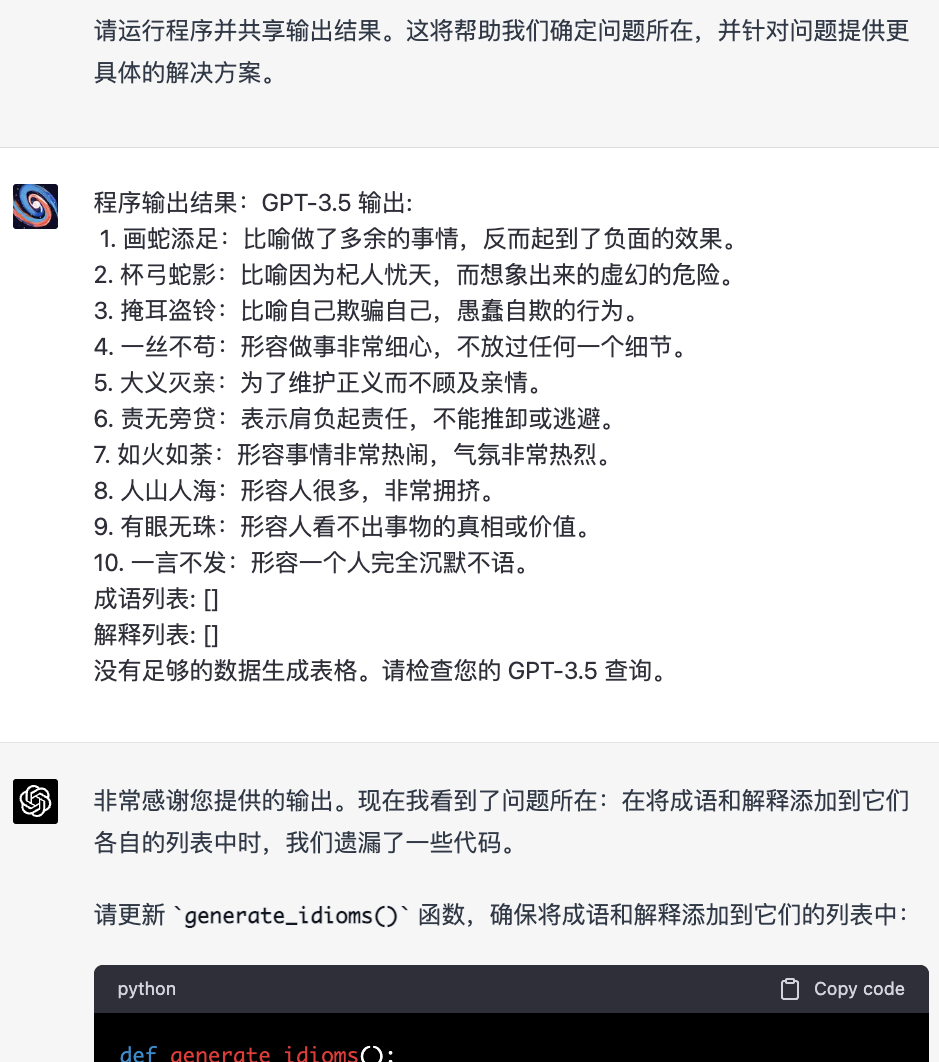 请运行程序并共享输出结果。这将帮助我们确定问题所在，并针对问题提供更
具体的解决方案。
程序输出结果：GPT-3.5 输出:
1. 画蛇添足：比喻做了多余的事情，反而起到了负面的效果。
2. 杯弓蛇影：比喻因为杞人忧天，而想象出来的虚幻的危险。
3. 掩耳盗铃：比喻自己欺骗自己，愚蠢自欺的行为。
4. 一丝不苟：形容做事非常细心，不放过任何一个细节。
5. 大义灭亲：为了维护正义而不顾及亲情。
6. 责无旁贷：表示肩负起责任，不能推卸或逃避。
7. 如火如荼：形容事情非常热闹，气氛非常热烈。
8. 人山人海：形容人很多，非常拥挤。
9. 有眼无珠：形容人看不出事物的真相或价值。
10. 一言不发：形容一个人完全沉默不语。
成语列表: []
解释列表: []
没有足够的数据生成表格。请检查您的 GPT-3.5 查询。
非常感谢您提供的输出。现在我看到了问题所在：在将成语和解释添加到它们
各自的列表中时，我们遗漏了一些代码。
请更新 `generate_idioms()` 函数，确保将成语和解释添加到它们的列表中：
python Copy code
def generate_idioms():